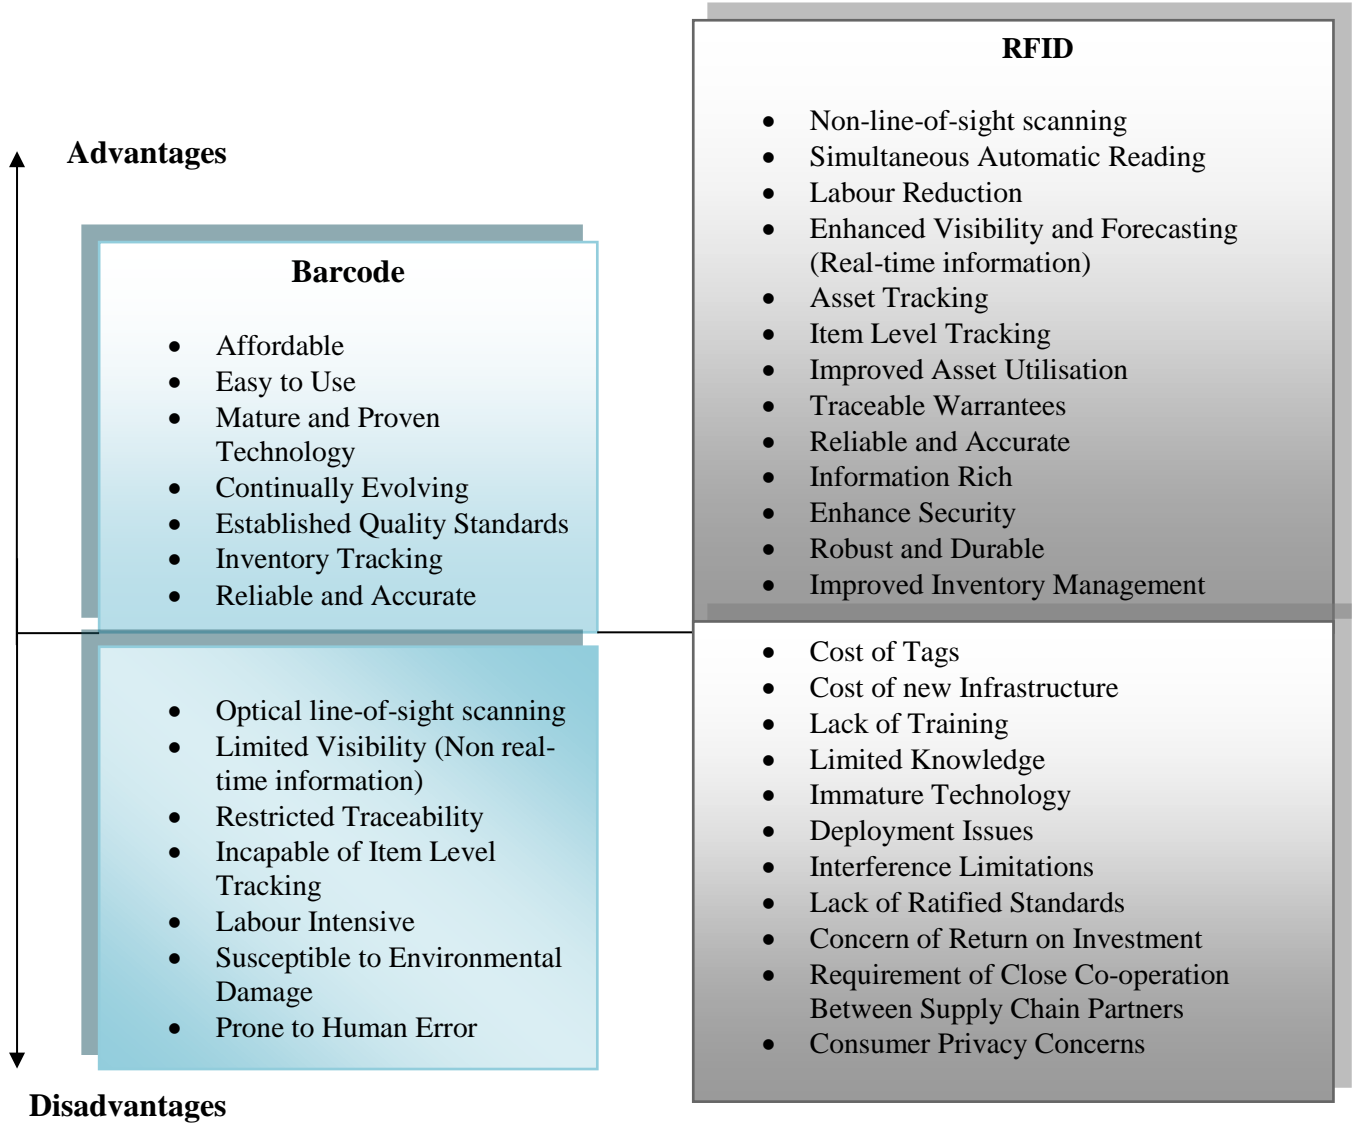 Advantages
Barcode
• Affordable
• Easy to Use
• Mature and Proven
Technology
• Continually Evolving
• Established Quality Standards
• Inventory Tracking
• Reliable and Accurate
• Optical line-of-sight scanning
• Limited Visibility (Non real-
time information)
• Restricted Traceability
• Incapable of Item Level
Tracking
• Labour Intensive
• Susceptible to Environmental
Damage
• Prone to Human Error
Disadvantages
RFID
• Non-line-of-sight scanning
• Simultaneous Automatic Reading
• Labour Reduction
• Enhanced Visibility and Forecasting
(Real-time information)
• Asset Tracking
• Item Level Tracking
• Improved Asset Utilisation
• Traceable Warrantees
• Reliable and Accurate
• Information Rich
• Enhance Security
• Robust and Durable
• Improved Inventory Management
• Cost of Tags
• Cost of new Infrastructure
• Lack of Training
• Limited Knowledge
• Immature Technology
• Deployment Issues
• Interference Limitations
• Lack of Ratified Standards
• Concern of Return on Investment
• Requirement of Close Co-operation
Between Supply Chain Partners
• Consumer Privacy Concerns